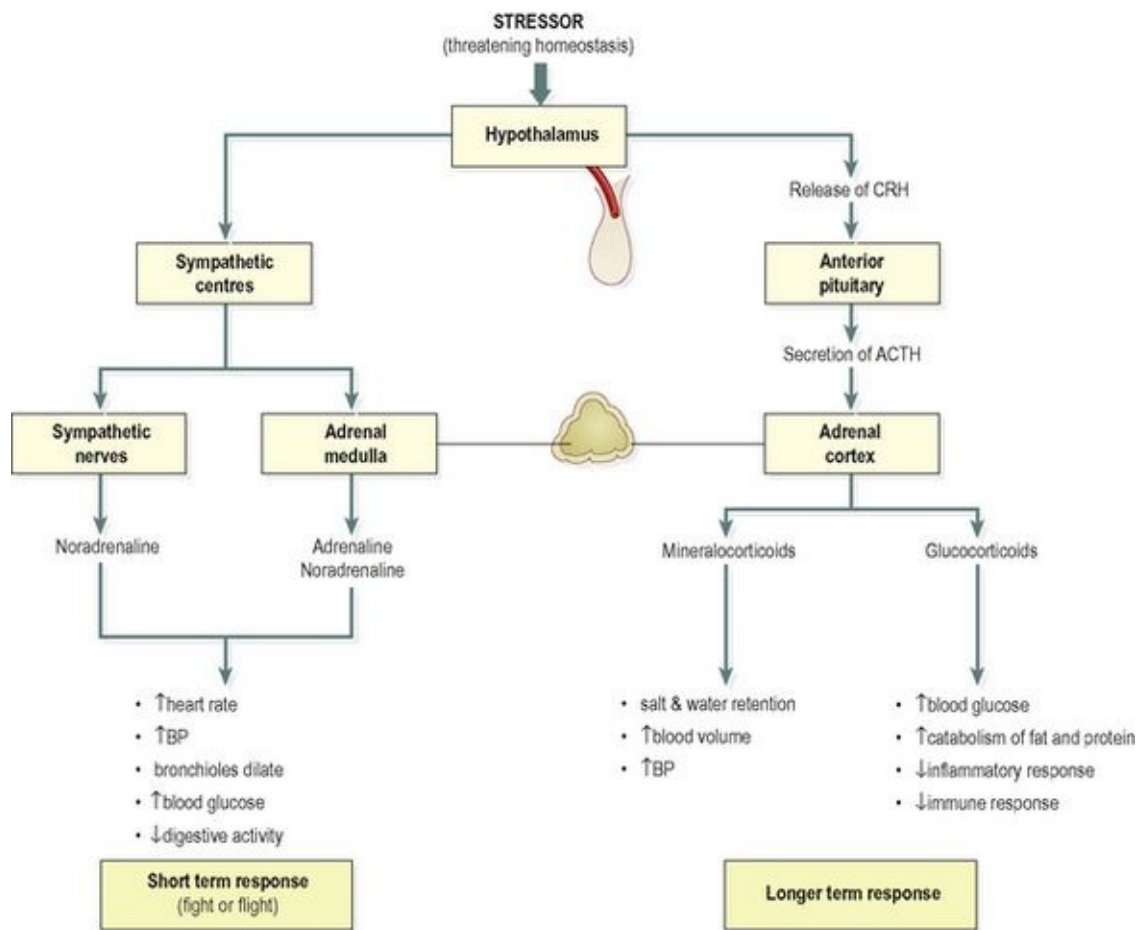 STRESSOR
(threatening homeostasis)
Hypothalamus
Release of CRH
Sympathetic
centres
Anterior
pituitary
Secretion of ACTH
Sympathetic
nerves
Adrenal
medulla
Adrenal
cortex
Noradrenaline
Adrenaline
Noradrenaline
Mineralocorticoids
Glucocorticoids
• ↑heart rate
• ↑BP
• bronchioles dilate
• ↑blood glucose
• ↓digestive activity
• salt & water retention
• ↑blood volume
• ↑BP
• ↑blood glucose
• ↑catabolism of fat and protein
• ↓inflammatory response
• ↓immune response
Short term response
(fight or flight)
Longer term response